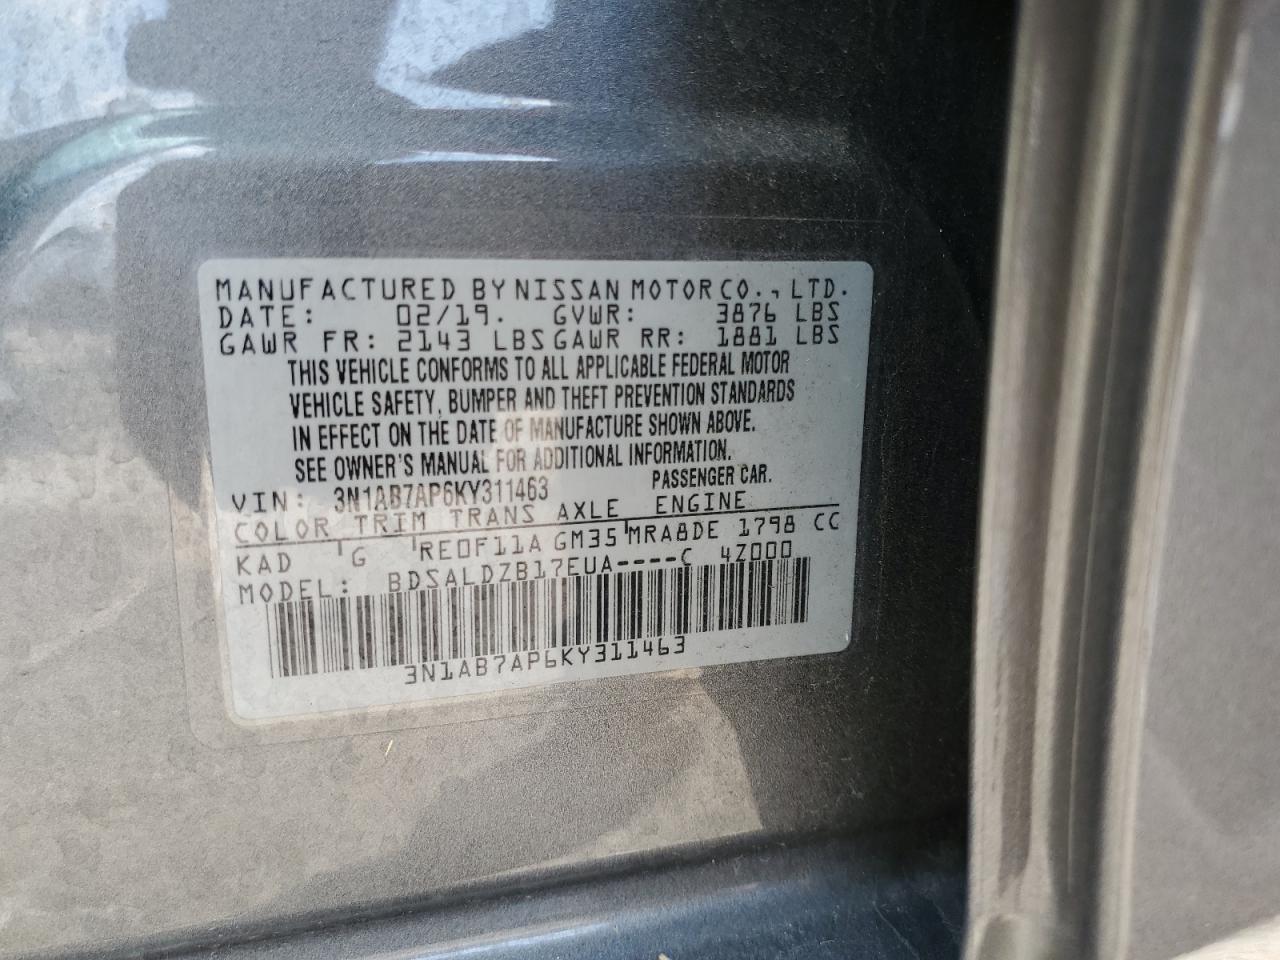 MANUFACTURED BY NISSAN MOTOR CO., LTD.
DATE: 02/19. GVWR: 3876 LBS
GAWR FR: 2143 LBS GAWR RR: 1881 LBS
THIS VEHICLE CONFORMS TO ALL APPLICABLE FEDERAL MOTOR
VEHICLE SAFETY, BUMPER AND THEFT PREVENTION STANDARDS
IN EFFECT ON THE DATE OF MANUFACTURE SHOWN ABOVE.
SEE OWNER'S MANUAL FOR ADDITIONAL INFORMATION.
VIN: 3N1AB7AP6KY311463 PASSENGER CAR.
COLOR TRIM TRANS AXLE ENGINE
KAD G RE0F11A GM35 MRA8DE 1798 CC
MODEL: BDSALDZB17EUA----C 4Z000
3N1AB7AP6KY311463